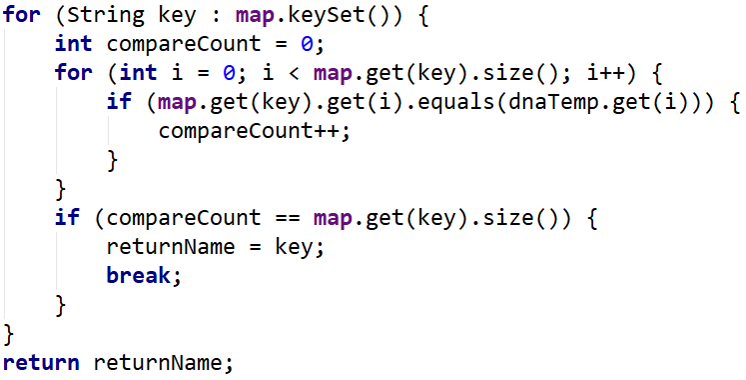 for (String key : map.keySet()) {
    int compareCount = 0;
    for (int i = 0; i < map.get(key).size(); i++) {
        if (map.get(key).get(i).equals(dnaTemp.get(i))) {
            compareCount++;
        }
    }
    if (compareCount == map.get(key).size()) {
        returnName = key;
        break;
    }
}
return returnName;